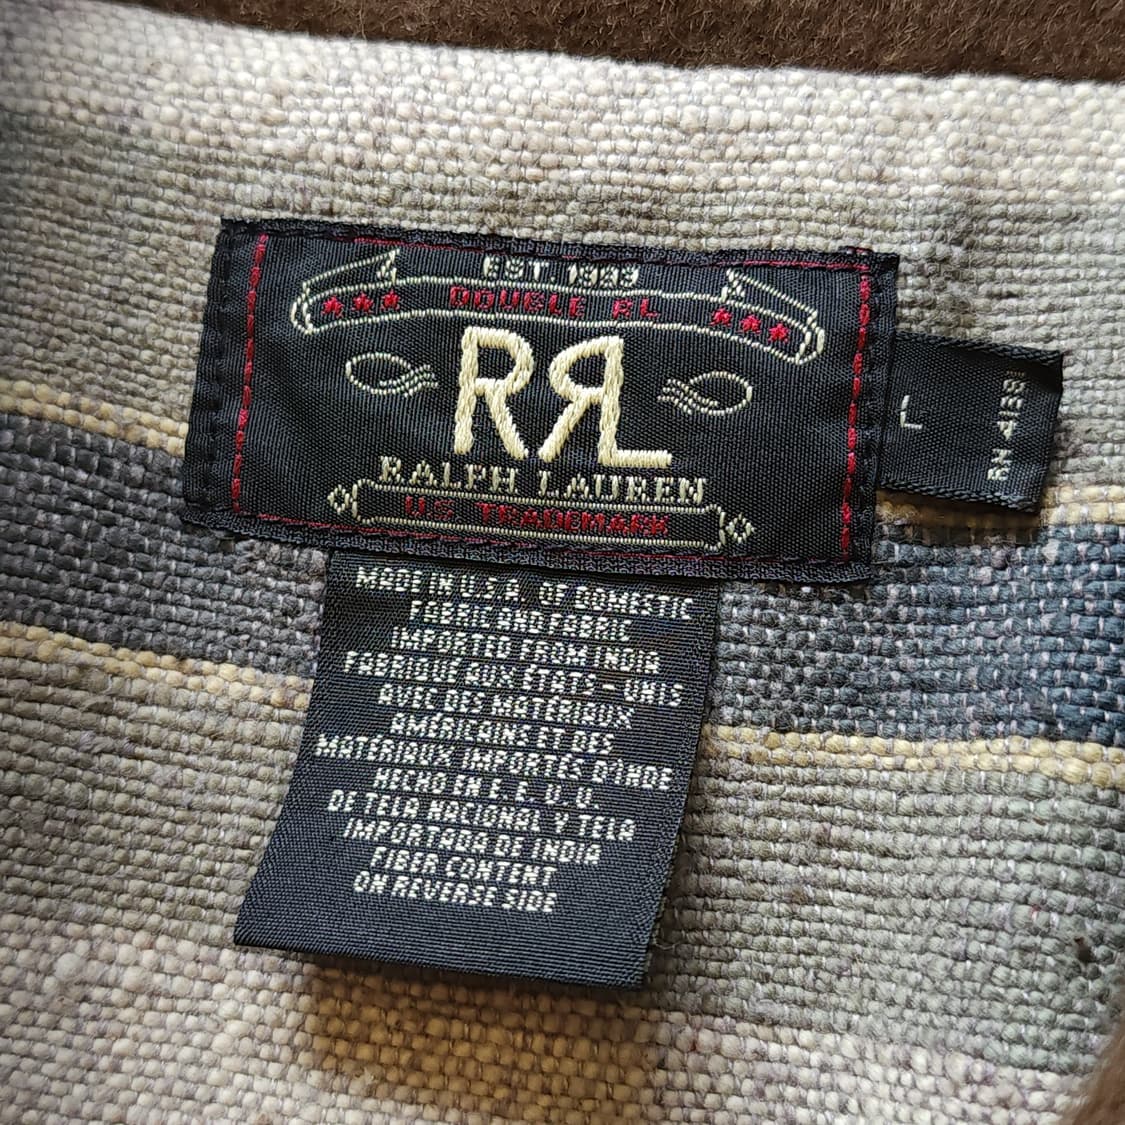 EST. 1993
DOUBLE RL
RRL
RALPH LAUREN
U.S. TRADEMARK
L
RN 41381
MADE IN U.S.A. OF DOMESTIC
FABRIC AND FABRIC
IMPORTED FROM INDIA
FABRIQUÉ AUX ÉTATS - UNIS
AVEC DES MATÉRIAUX
AMÉRICAINS ET DES
MATÉRIAUX IMPORTÉS D'INDE
HECHO EN E. E. U. U.
DE TELA NACIONAL Y TELA
IMPORTADA DE INDIA
FIBER CONTENT
ON REVERSE SIDE